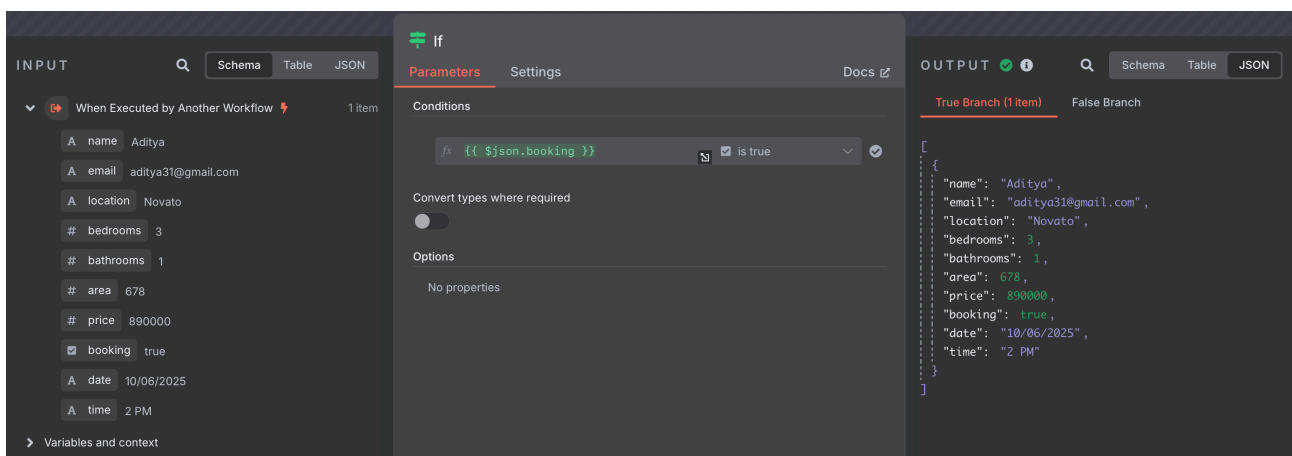 If
INPUT
Schema Table JSON
When Executed by Another Workflow 1 item
A name Aditya
A email aditya31@gmail.com
A location Novato
# bedrooms 3
# bathrooms 1
# area 678
# price 890000
booking true
A date 10/06/2025
A time 2 PM
Variables and context
Parameters Settings Docs
Conditions
fx {{ $json.booking }} is true
Convert types where required
Options
No properties
OUTPUT
Schema Table JSON
True Branch (1 item) False Branch
[
{
"name": "Aditya",
"email": "aditya31@gmail.com",
"location": "Novato",
"bedrooms": 3,
"bathrooms": 1,
"area": 678,
"price": 890000,
"booking": true,
"date": "10/06/2025",
"time": "2 PM"
}
]